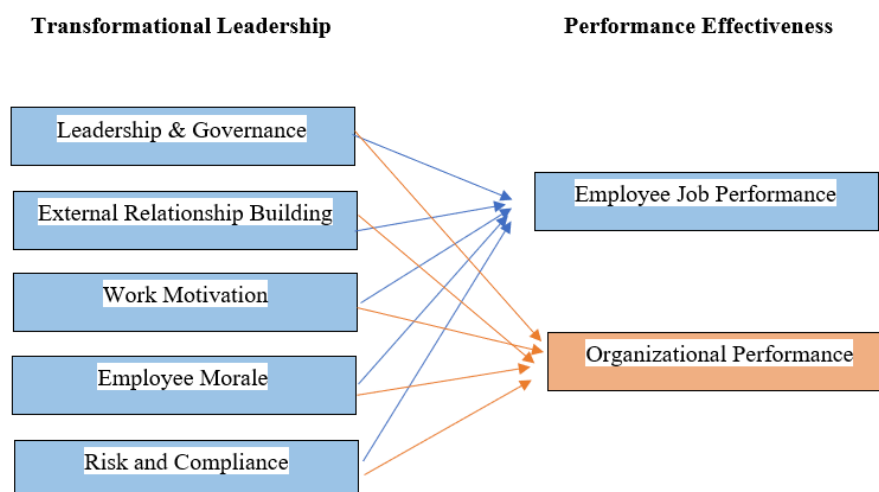 Transformational Leadership
Performance Effectiveness
Leadership & Governance
External Relationship Building
Work Motivation
Employee Morale
Risk and Compliance
Employee Job Performance
Organizational Performance